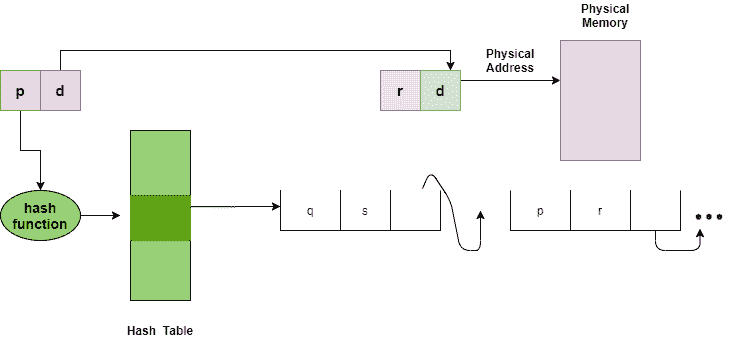 Physical
Memory
Physical
Address
p d
r d
hash
function
q s
p r
Hash Table